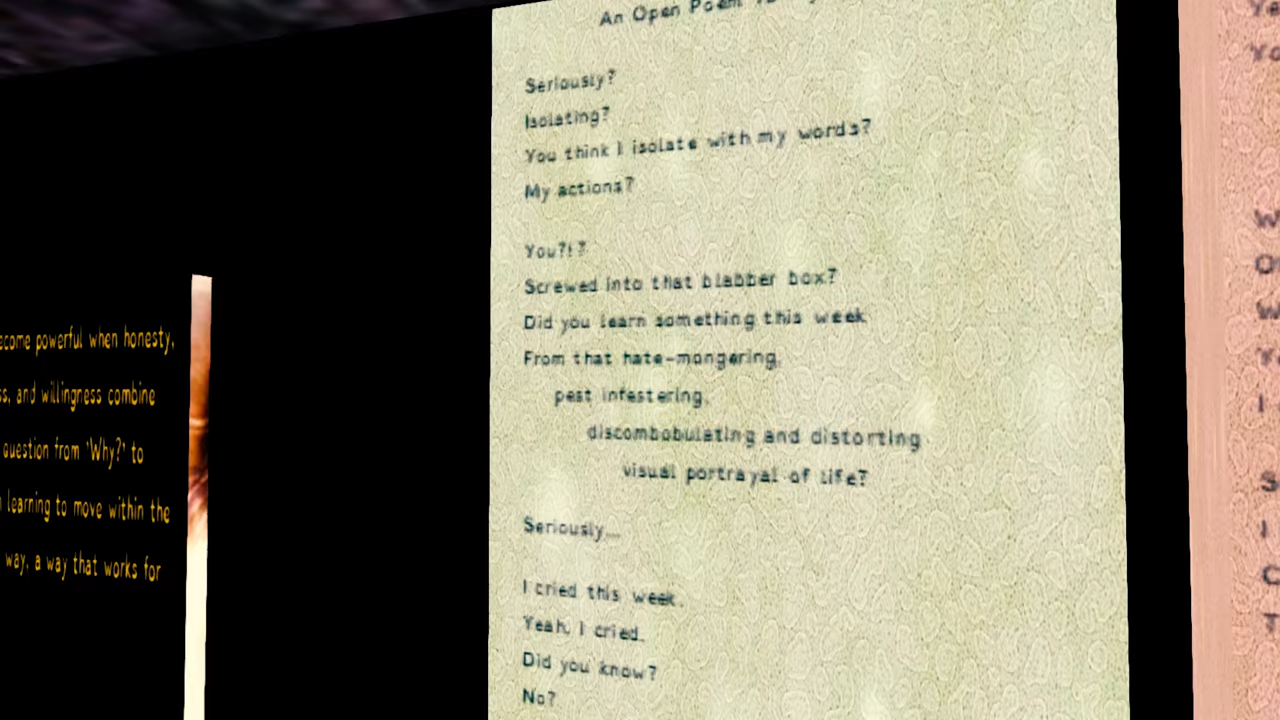 become powerful when honesty,
and willingness combine
question from 'Why?' to
learning to move within the
way, a way that works for
An Open Poem
Seriously?
Isolating?
You think I isolate with my words?
My actions?
You?!?
Screwed into that blabber box?
Did you learn something this week
From that hate-mongering,
pest infestering,
discombobulating and distorting
visual portrayal of life?
Seriously...
I cried this week.
Yeah, I cried.
Did you know?
No?